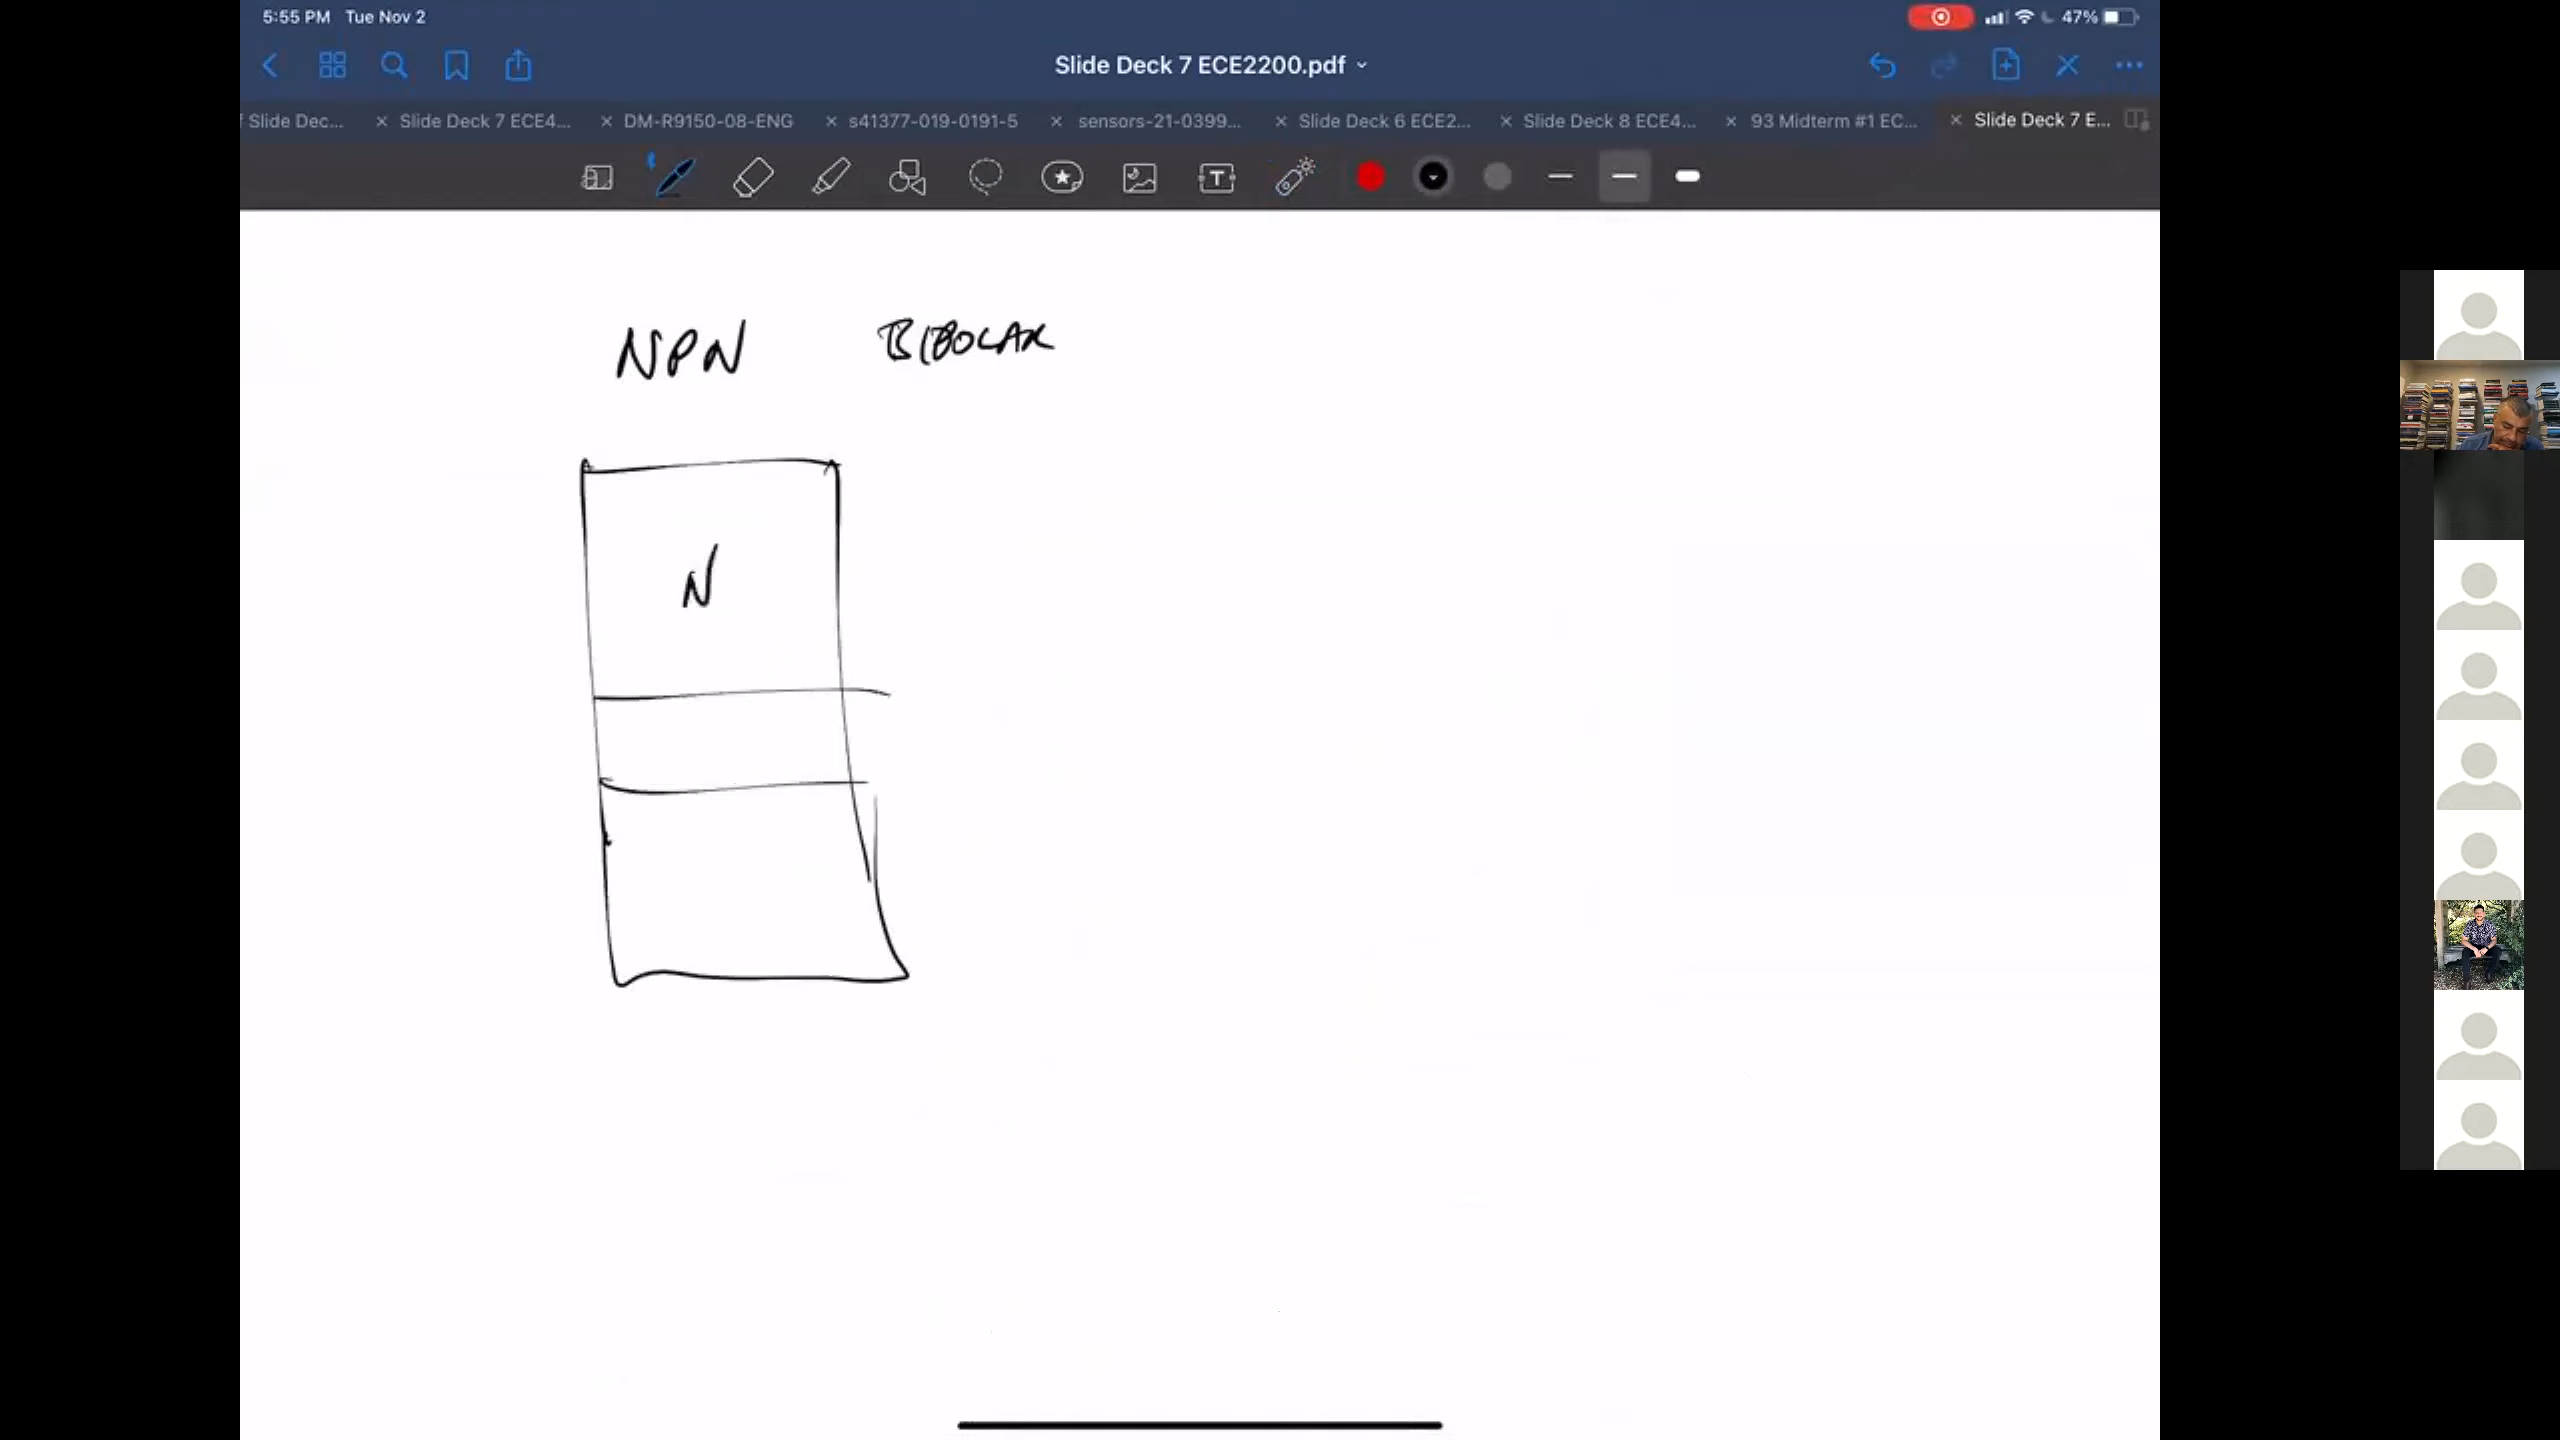 5:55 PM Tue Nov 2 47%
Slide Deck 7 ECE2200.pdf
f Slide Dec... Slide Deck 7 ECE4... DM-R9150-08-ENG s41377-019-0191-5 sensors-21-0399... Slide Deck 6 ECE2... Slide Deck 8 ECE4... 93 Midterm #1 EC... Slide Deck 7 E...
NPN BIPOLAR
N